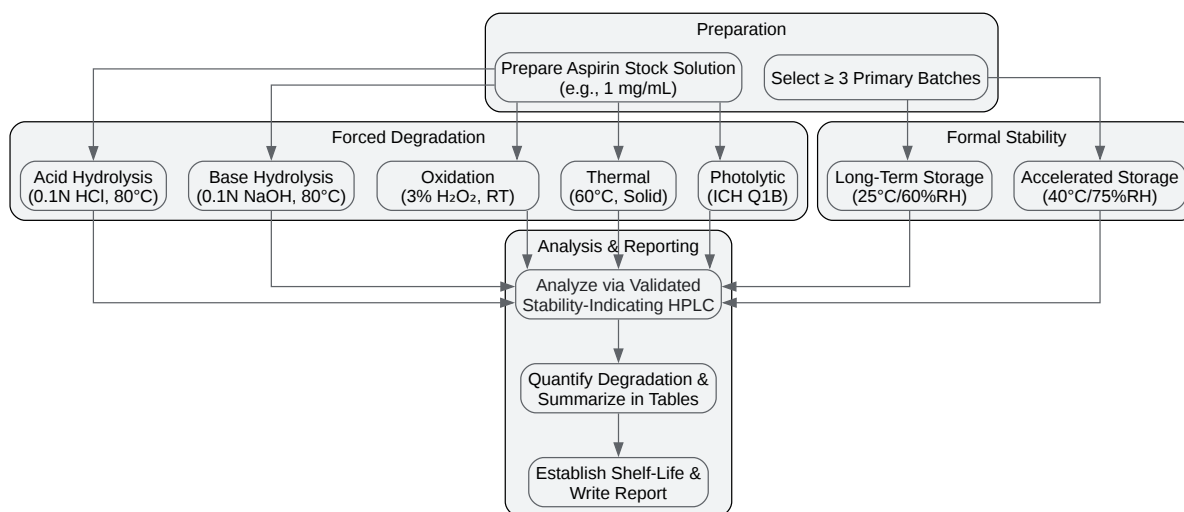 Preparation
Prepare Aspirin Stock Solution
(e.g., 1 mg/mL)
Select ≥ 3 Primary Batches
Forced Degradation
Acid Hydrolysis
(0.1N HCl, 80°C)
Base Hydrolysis
(0.1N NaOH, 80°C)
Oxidation
(3% H₂O₂, RT)
Thermal
(60°C, Solid)
Photolytic
(ICH Q1B)
Formal Stability
Long-Term Storage
(25°C/60%RH)
Accelerated Storage
(40°C/75%RH)
Analysis & Reporting
Analyze via Validated
Stability-Indicating HPLC
Quantify Degradation &
Summarize in Tables
Establish Shelf-Life &
Write Report